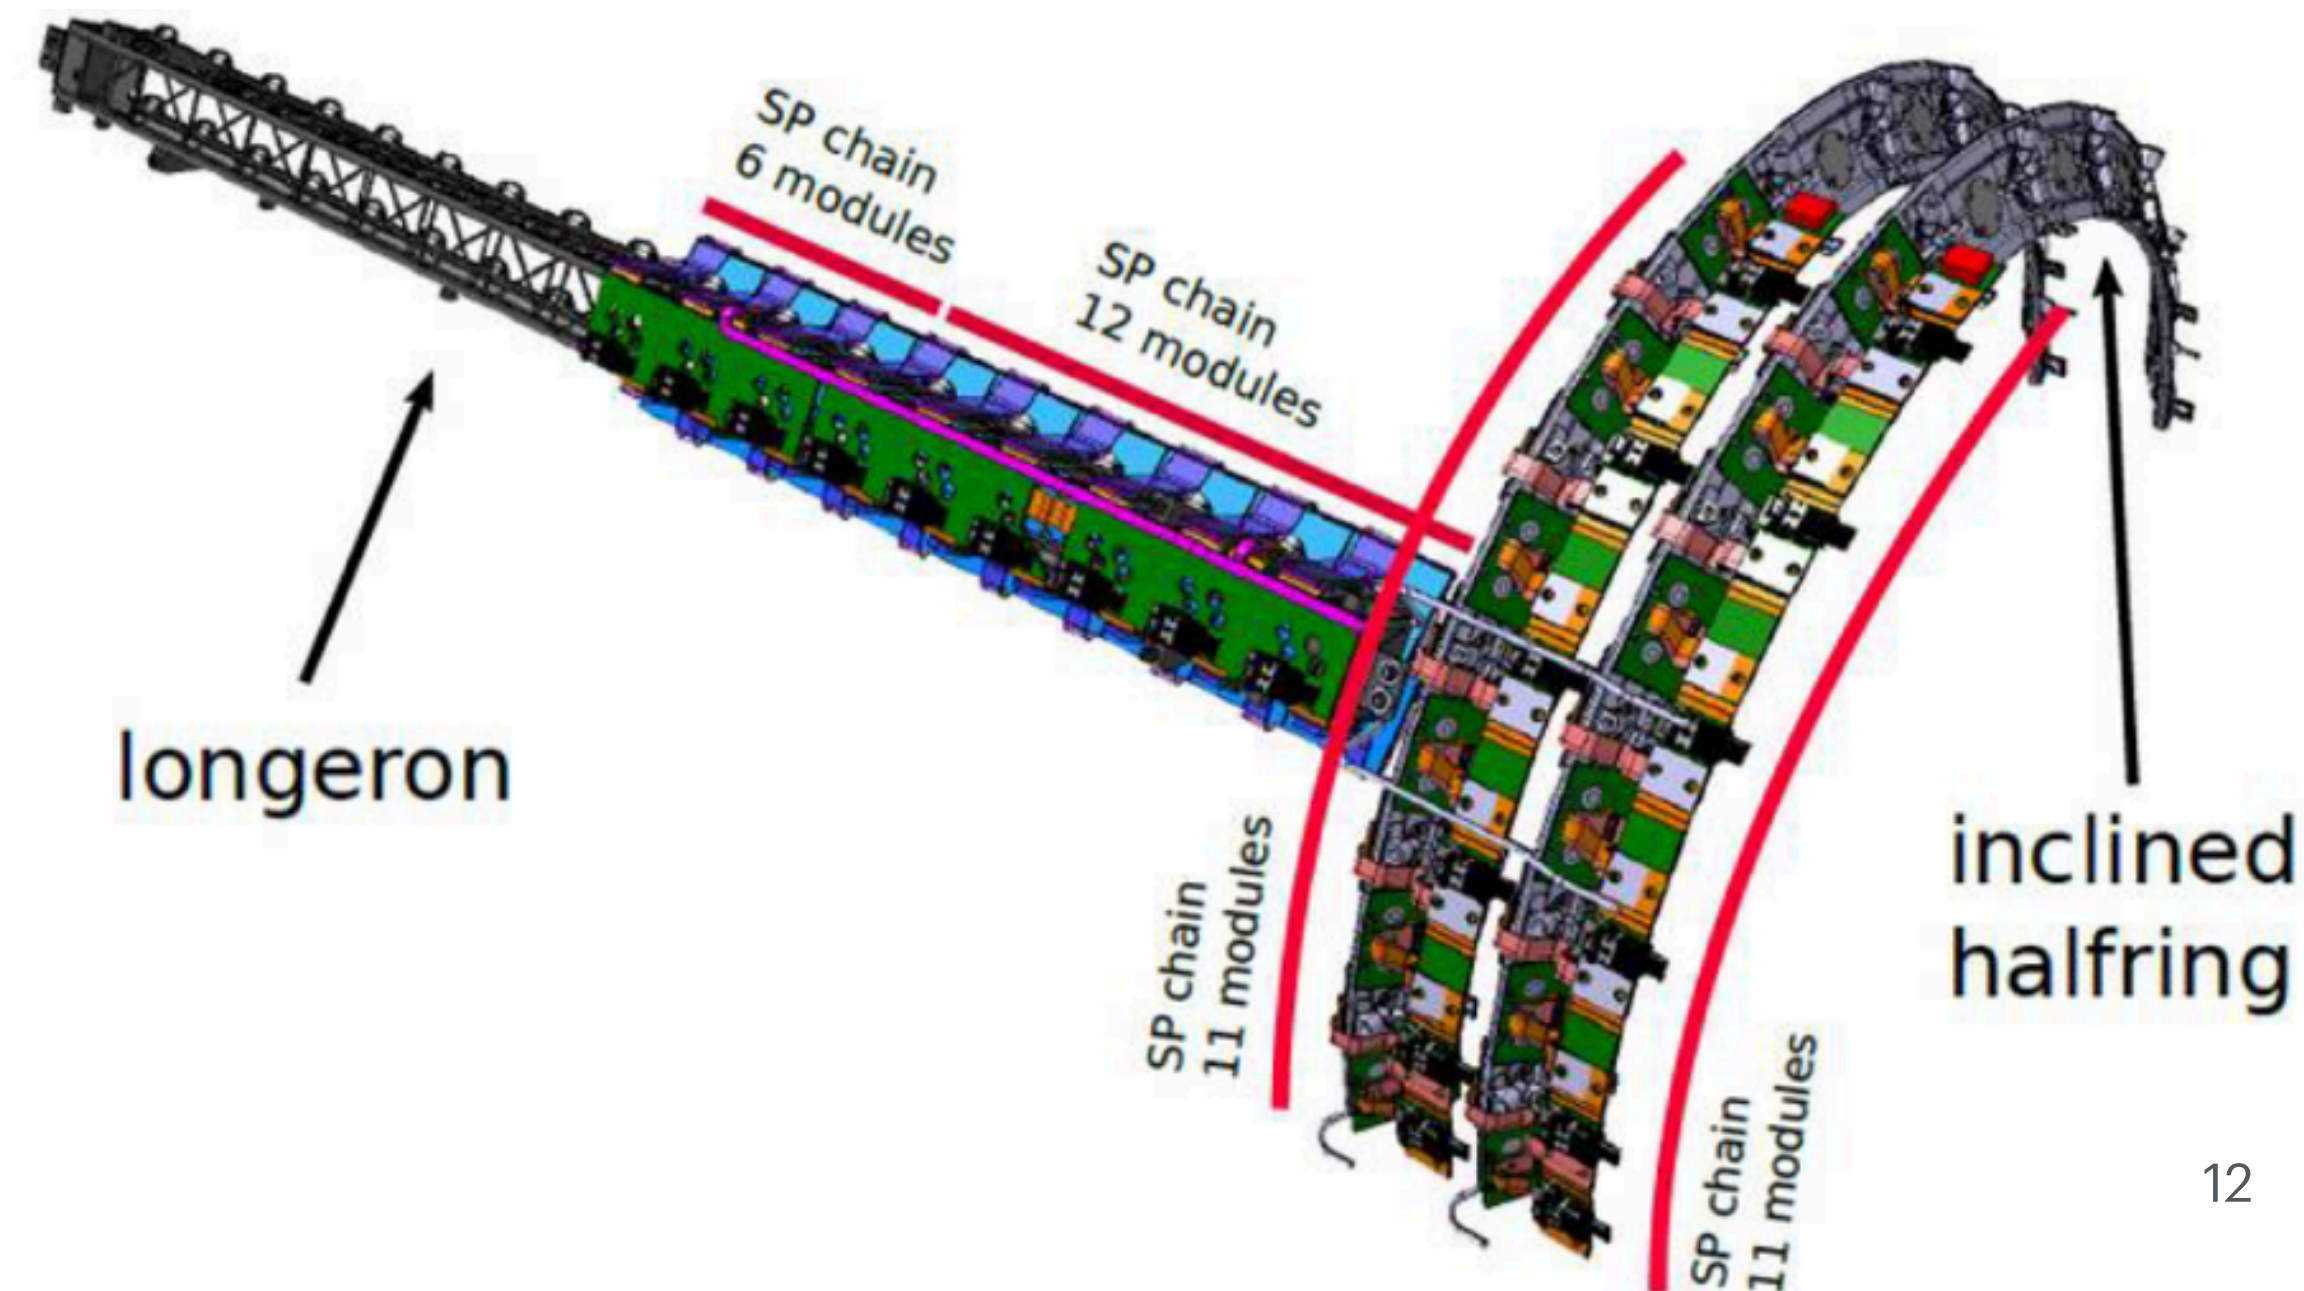 SP chain
6 modules
SP chain
12 modules
longeron
SP chain
11 modules
inclined
halfring
SP chain
11 modules
12